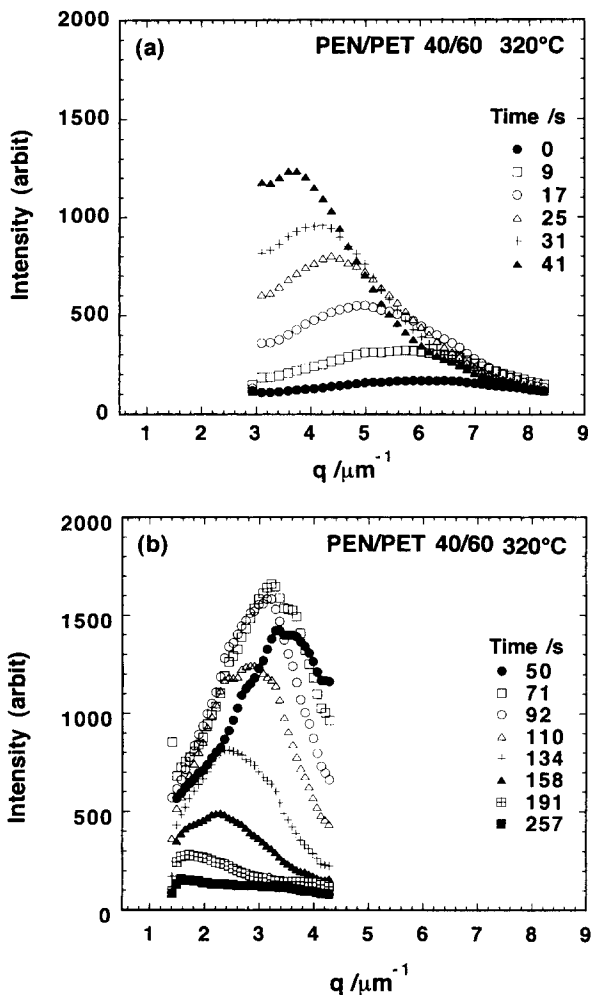 2000
(a) PEN/PET 40/60 320°C
1500
1000
500
0
Intensity (arbit)
Time /s
0
9
17
25
31
41
1 2 3 4 5 6 7 8 9
q /μm⁻¹
2000
(b) PEN/PET 40/60 320°C
1500
1000
500
0
Intensity (arbit)
Time /s
50
71
92
110
134
158
191
257
1 2 3 4 5 6 7 8 9
q /μm⁻¹